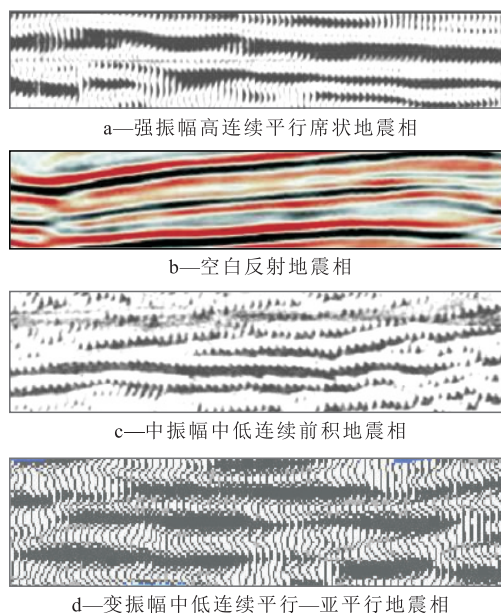 a—强振幅高连续平行席状地震相
b—空白反射地震相
c—中振幅中低连续前积地震相
d—变振幅中低连续平行—亚平行地震相